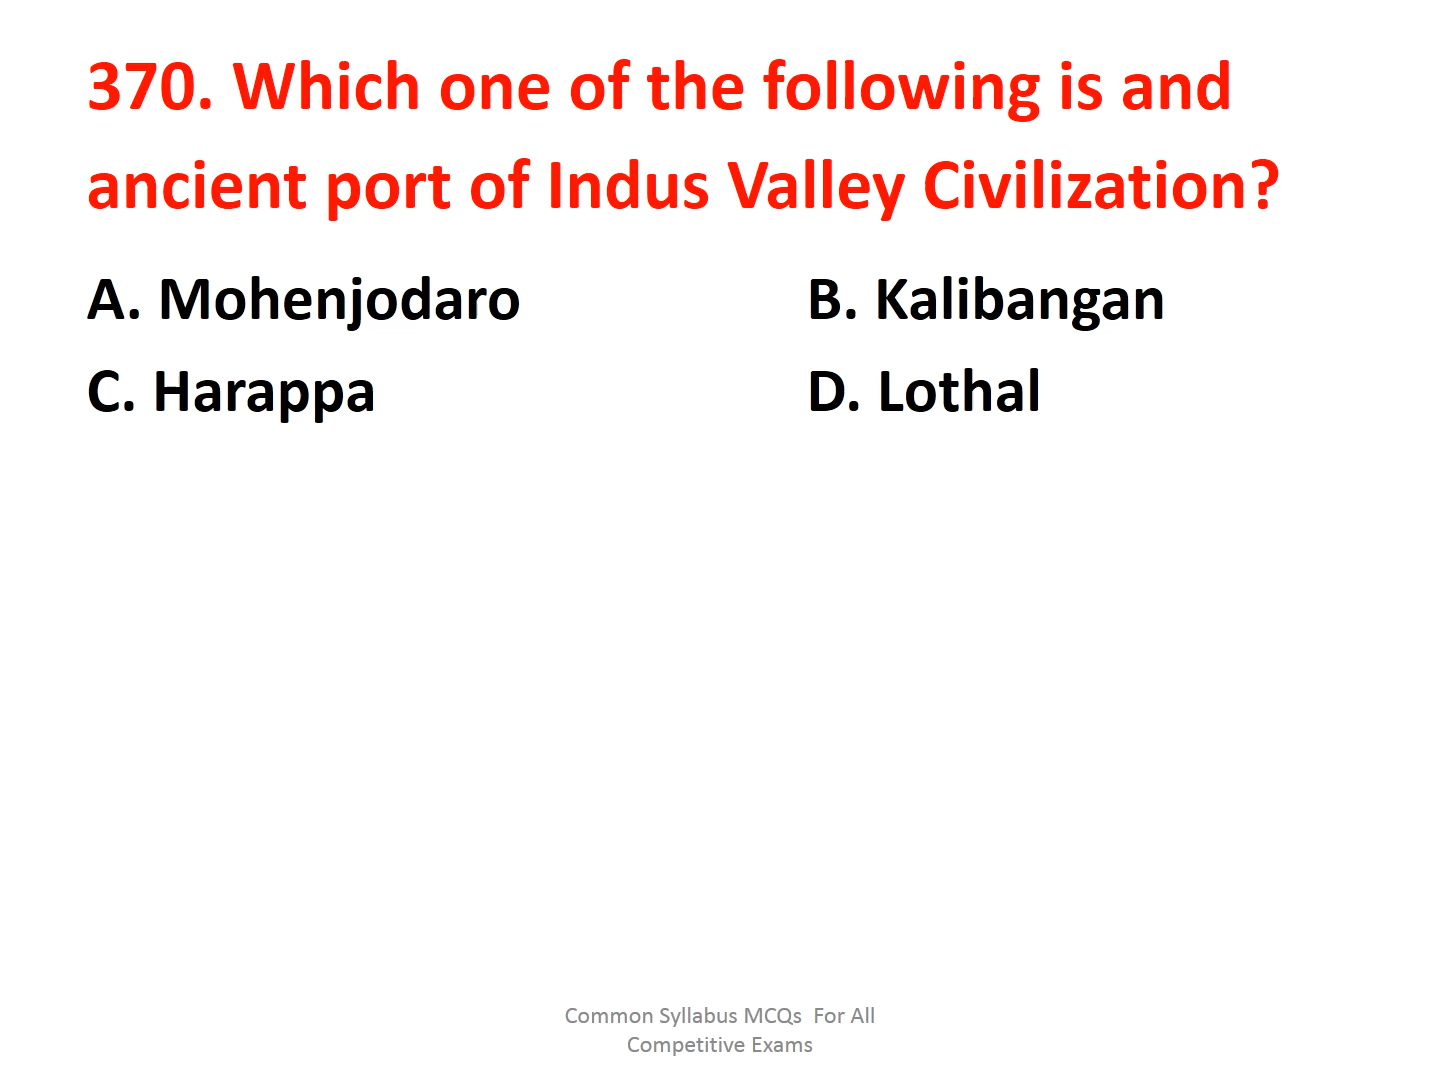 370. Which one of the following is and
ancient port of Indus Valley Civilization?
A. Mohenjodaro B. Kalibangan
C. Harappa D. Lothal
Common Syllabus MCQs For All
Competitive Exams